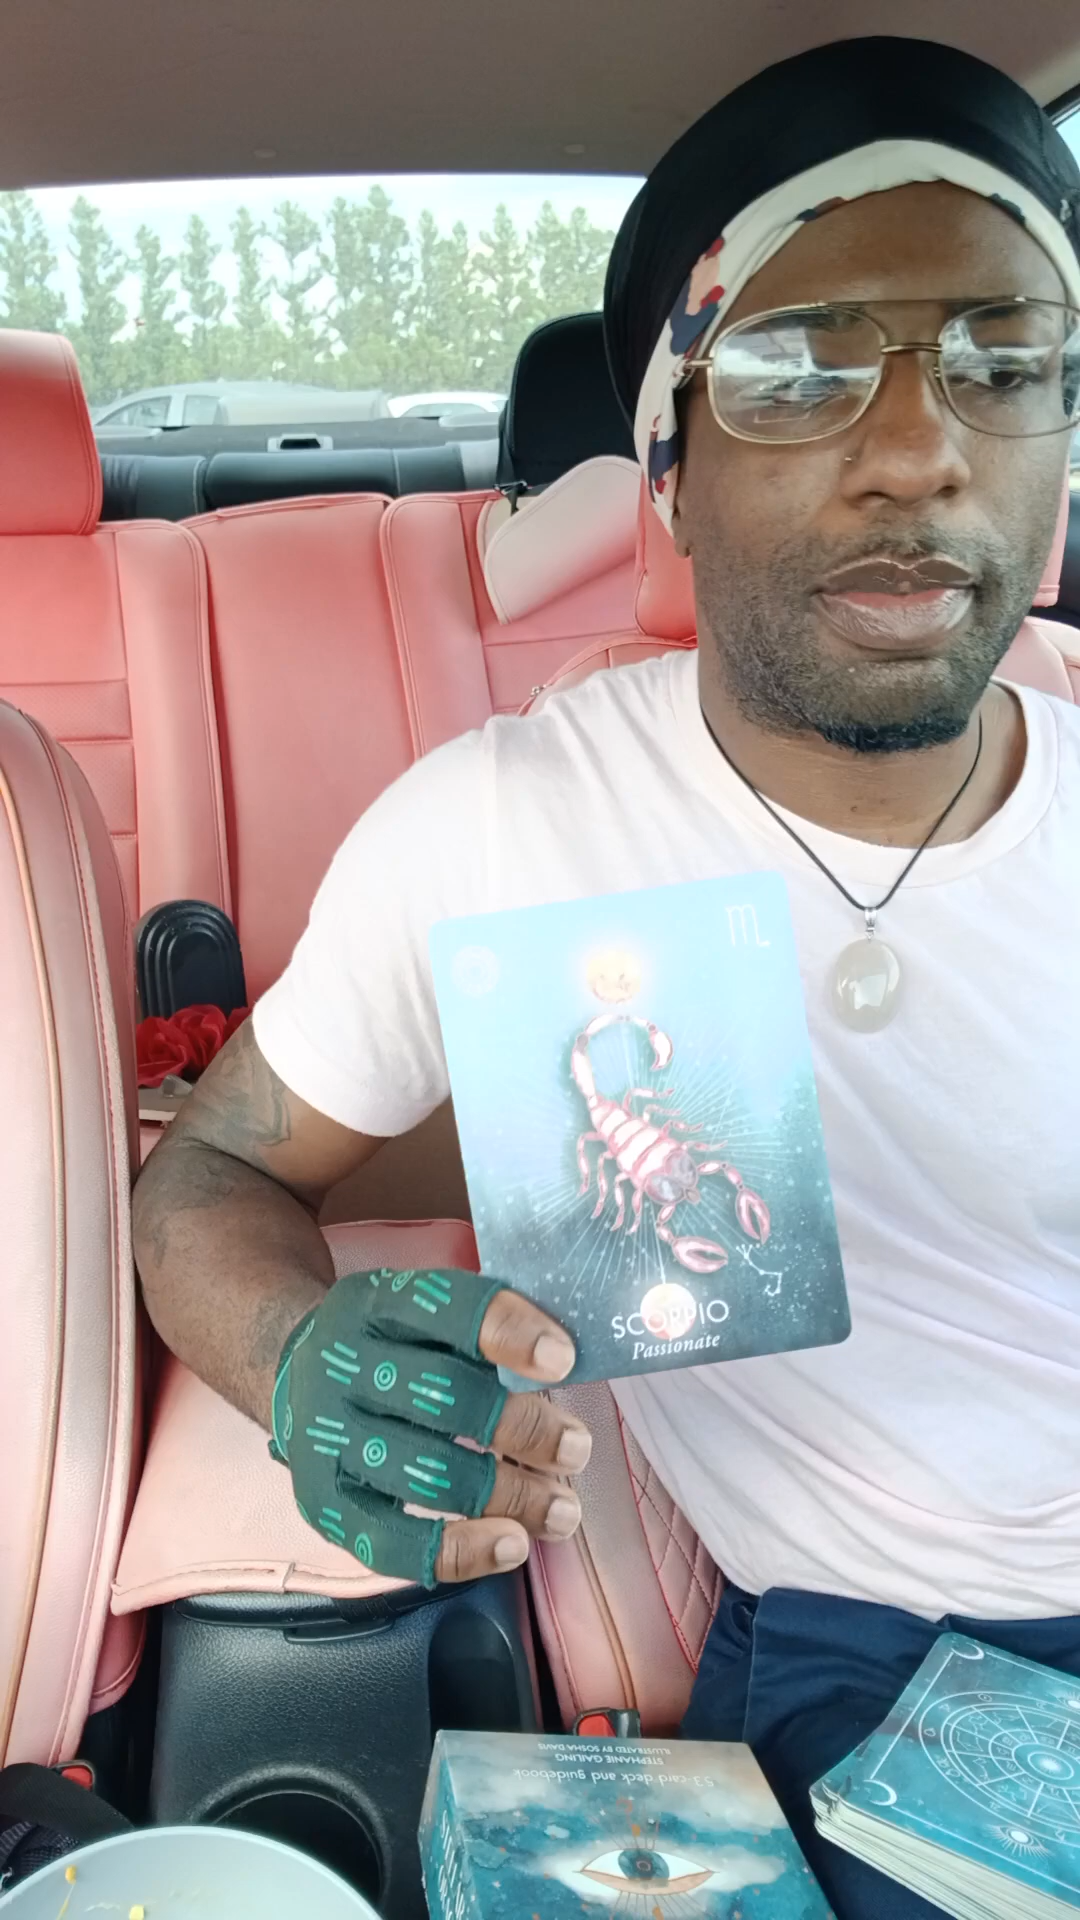 ♏
SCORPIO
Passionate
STEPHANIE GAILING
ILLUSTRATED BY SOSHA DAVIS
53-card deck and guidebook